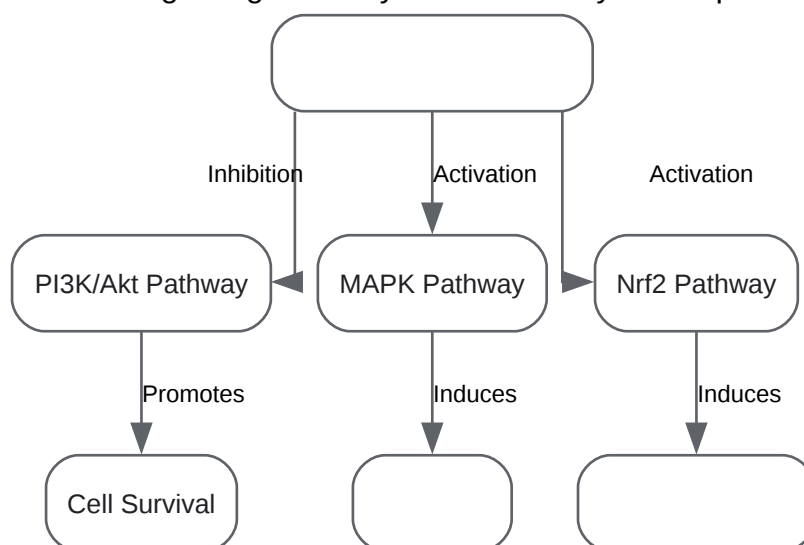 Inhibition
Activation
Activation
PI3K/Akt Pathway
MAPK Pathway
Nrf2 Pathway
Promotes
Induces
Induces
Cell Survival